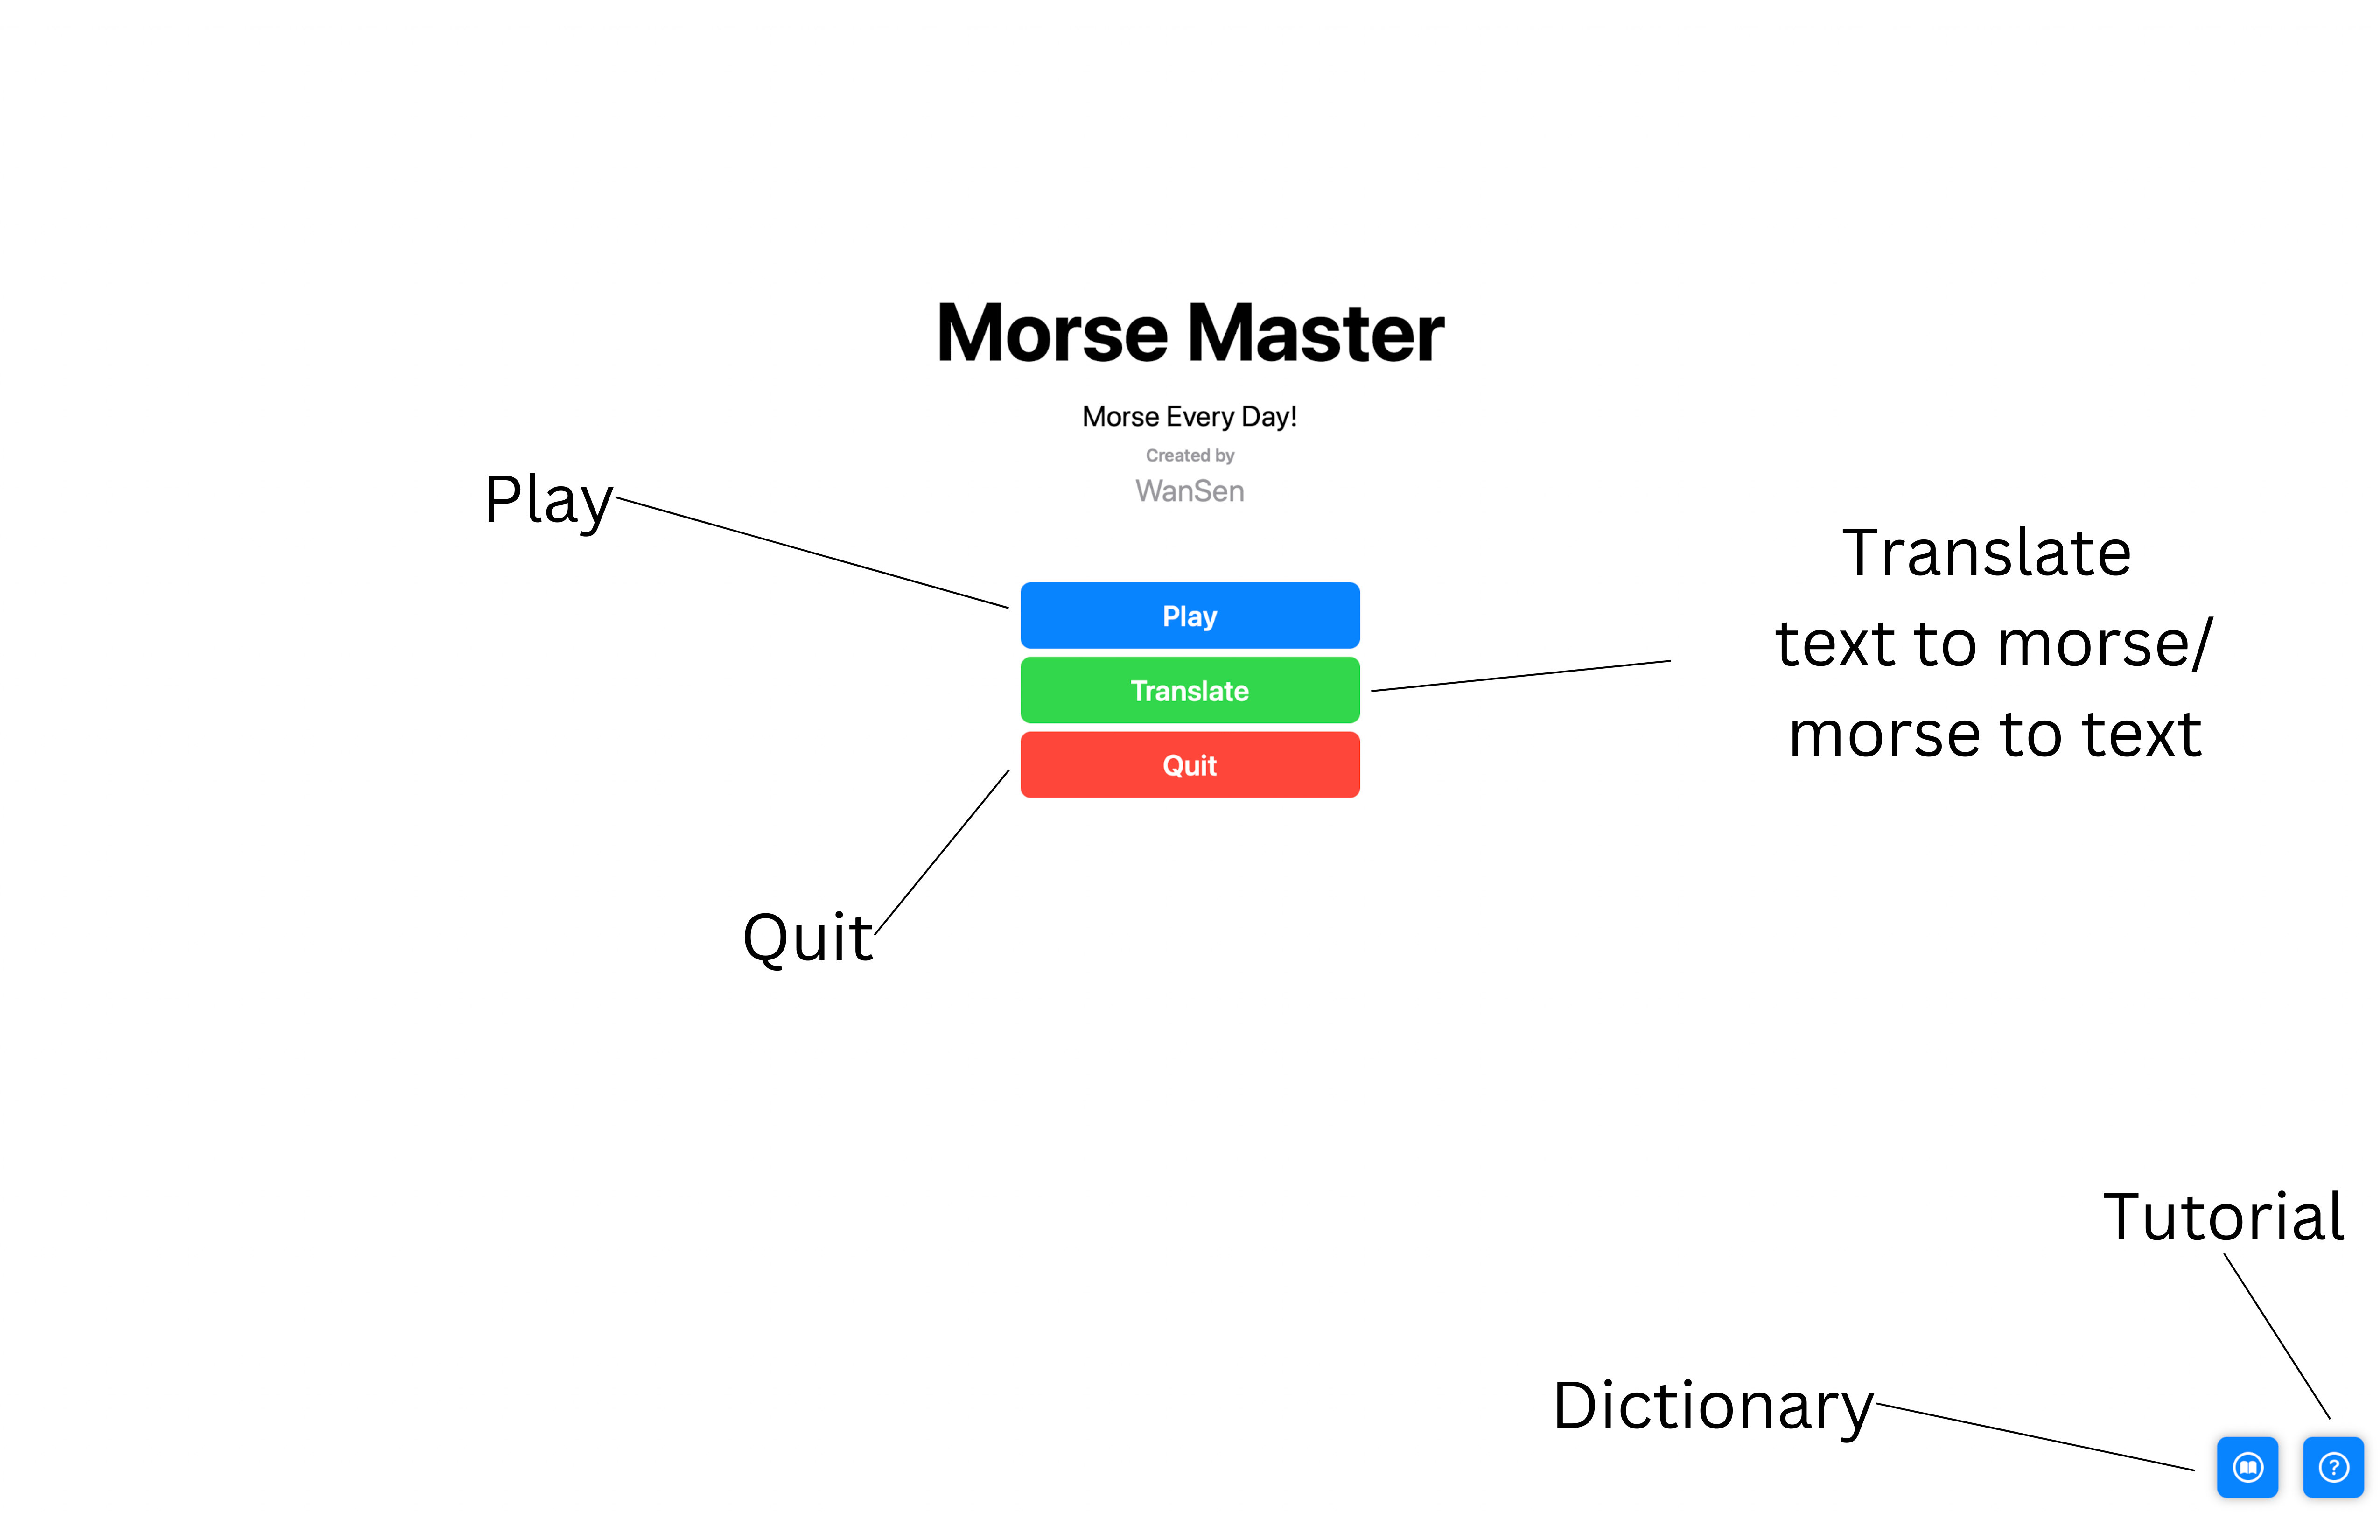 Morse Master
Morse Every Day!
Created by
WanSen
Play
Play
Translate
text to morse/
morse to text
Translate
Quit
Quit
Tutorial
Dictionary
?